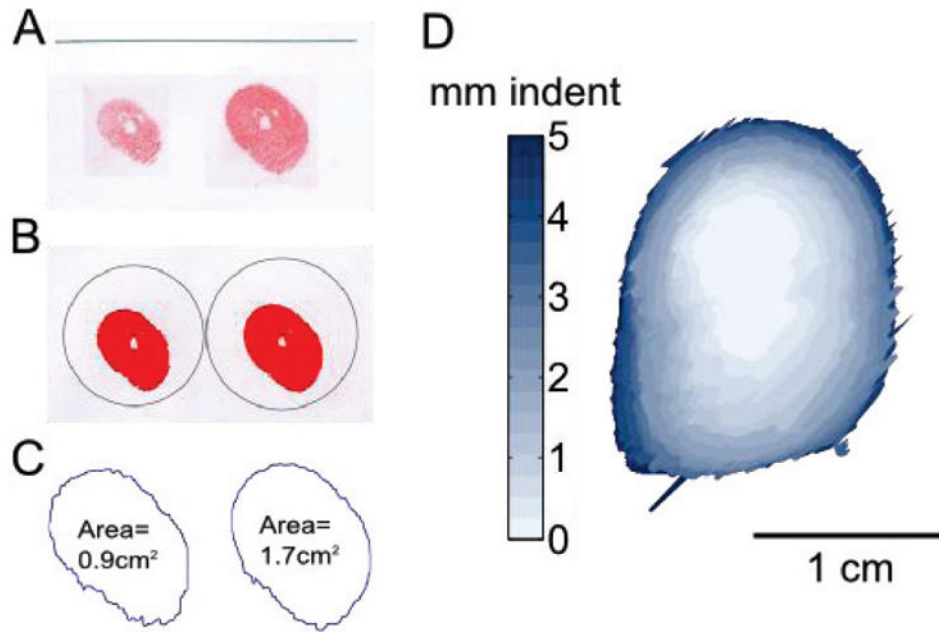 A
B
C
Area=
0.9cm²
Area=
1.7cm²
D
mm indent
5
4
3
2
1
0
1 cm